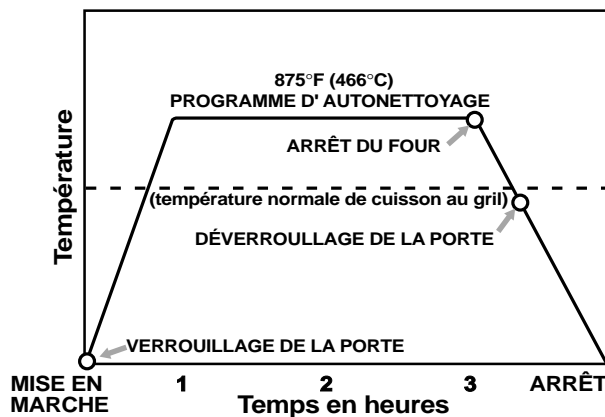 875°F (466°C)
PROGRAMME D' AUTONETTOYAGE
ARRÊT DU FOUR
Température
(température normale de cuisson au gril)
DÉVERROULLAGE DE LA PORTE
VERROUILLAGE DE LA PORTE
MISE EN
MARCHE
1 2 3 ARRÊT
Temps en heures